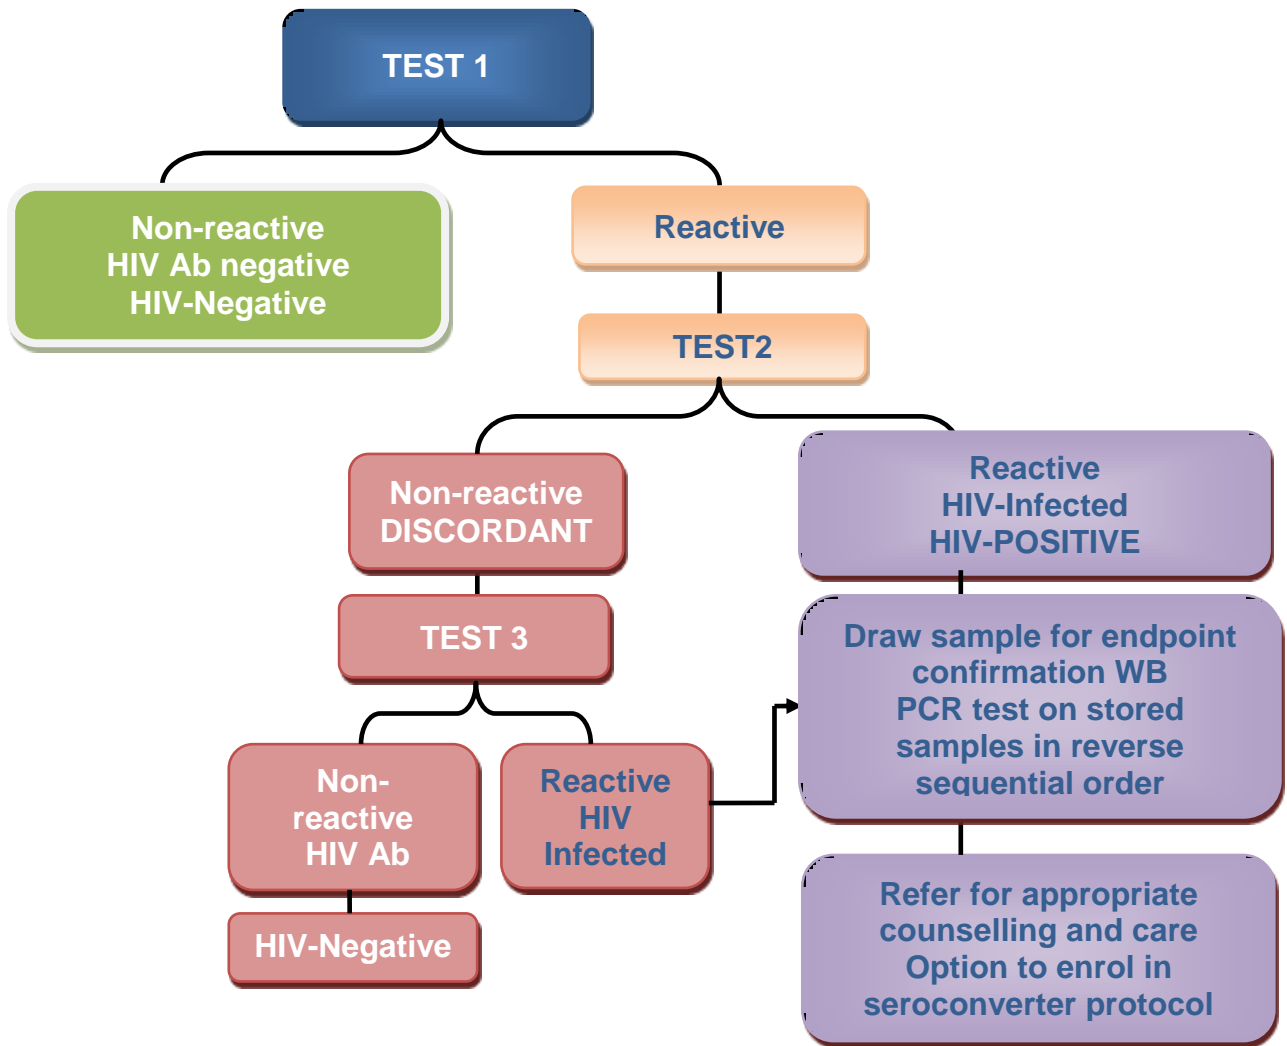 TEST 1
Non-reactive
HIV Ab negative
HIV-Negative
Reactive
TEST2
Non-reactive
DISCORDANT
Reactive
HIV-Infected
HIV-POSITIVE
TEST 3
Draw sample for endpoint
confirmation WB
PCR test on stored
samples in reverse
sequential order
Non-
reactive
HIV Ab
Reactive
HIV
Infected
HIV-Negative
Refer for appropriate
counselling and care
Option to enrol in
seroconverter protocol